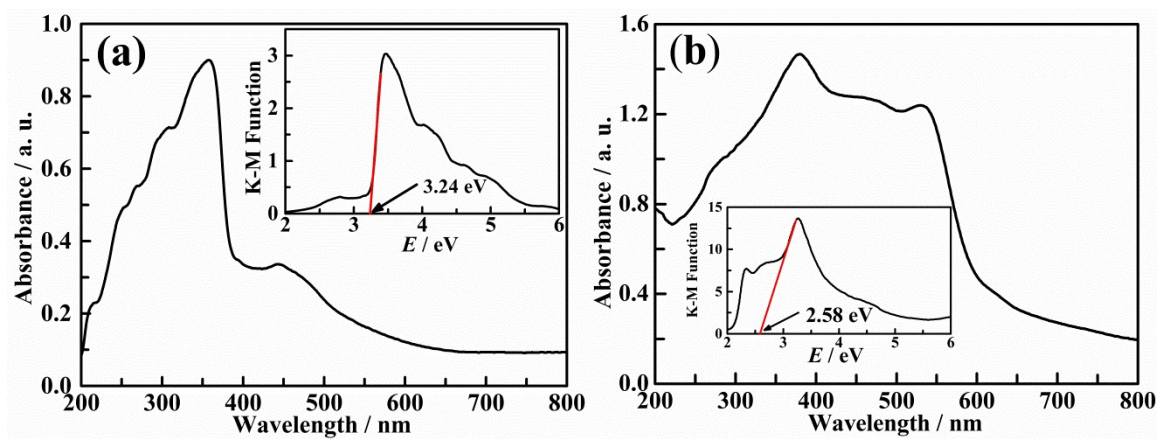 (a)
Absorbance / a. u.
1.0
0.8
0.6
0.4
0.2
0.0
200 300 400 500 600 700 800
Wavelength / nm
K-M Function
3
2
1
0
2 3 4 5 6
E / eV
3.24 eV
(b)
Absorbance / a. u.
1.6
1.2
0.8
0.4
0.0
200 300 400 500 600 700 800
Wavelength / nm
K-M Function
15
10
5
0
2 3 4 5 6
E / eV
2.58 eV